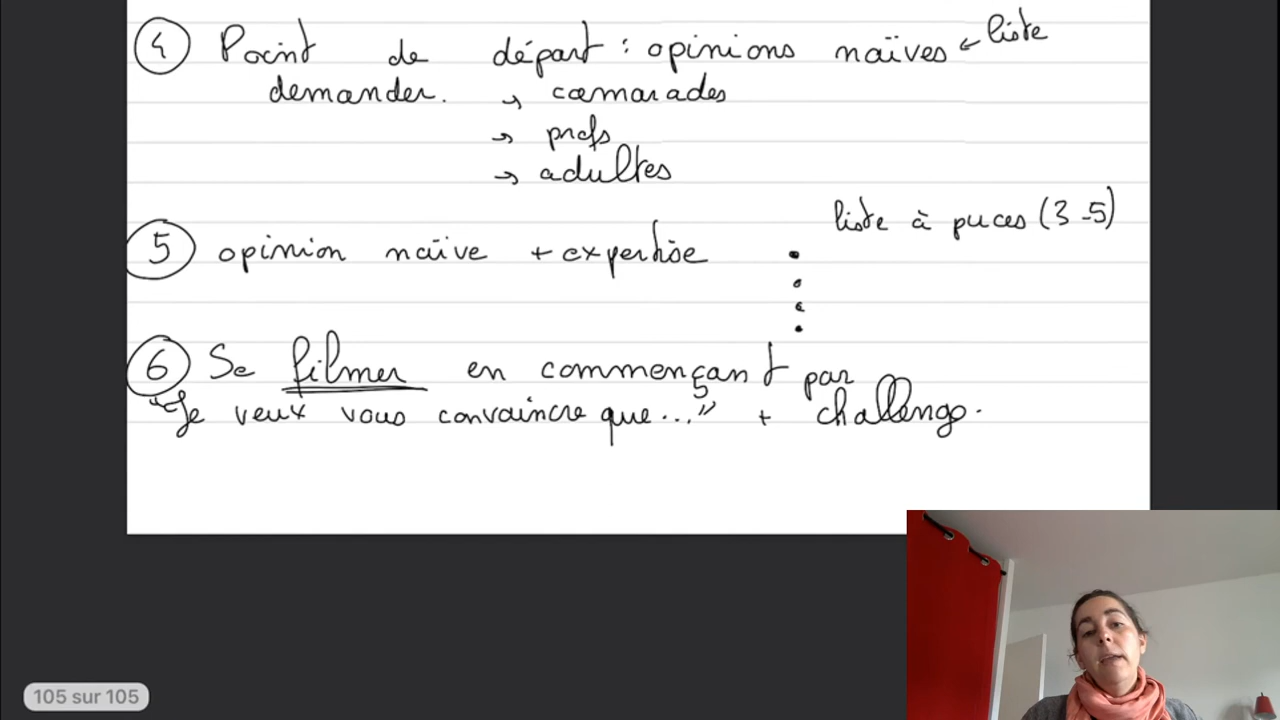 4 Point de départ : opinions naïves ← liste
demander. → camarades
→ profs
→ adultes
liste à puces (3-5)
5 opinion naïve + expertise
6 Se filmer en commençant par
"Je veux vous convaincre que..." + challenge.
105 sur 105